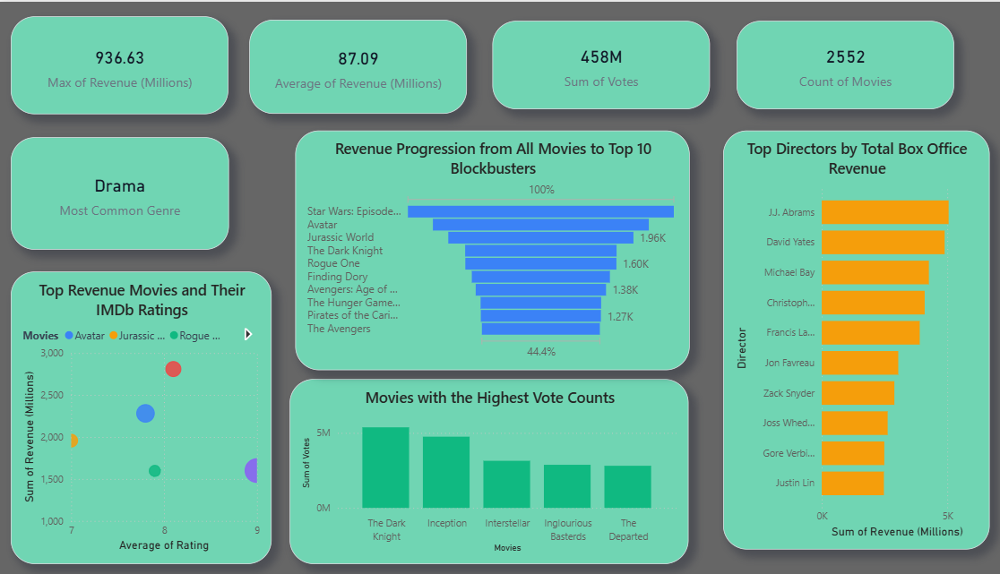 936.63
Max of Revenue (Millions)
87.09
Average of Revenue (Millions)
458M
Sum of Votes
2552
Count of Movies
Drama
Most Common Genre
Revenue Progression from All Movies to Top 10
Blockbusters
100%
Star Wars: Episode...
Avatar
Jurassic World
1.96K
The Dark Knight
Rogue One
1.60K
Finding Dory
Avengers: Age of ...
1.38K
The Hunger Game...
Pirates of the Cari...
1.27K
The Avengers
44.4%
Top Directors by Total Box Office
Revenue
Director
J.J. Abrams
David Yates
Michael Bay
Christoph...
Francis La...
Jon Favreau
Zack Snyder
Joss Whed...
Gore Verbi...
Justin Lin
0K
5K
Sum of Revenue (Millions)
Top Revenue Movies and Their
IMDb Ratings
Movies Avatar Jurassic ... Rogue ...
Sum of Revenue (Millions)
3,000
2,500
2,000
1,500
1,000
7
8
9
Average of Rating
Movies with the Highest Vote Counts
Sum of Votes
5M
0M
The Dark
Knight
Inception
Interstellar
Inglourious
Basterds
The
Departed
Movies